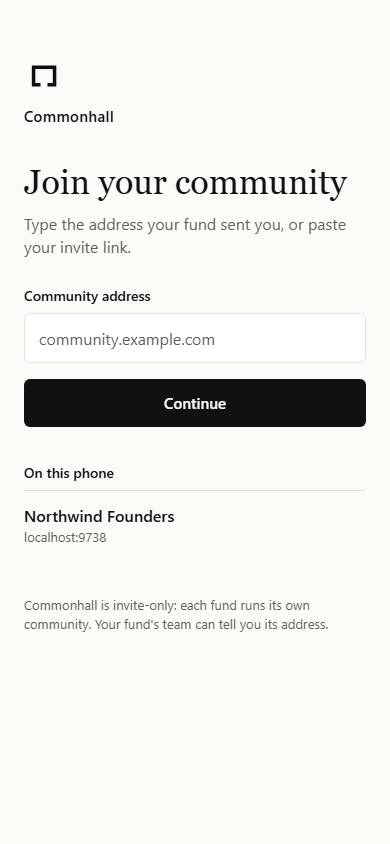 Commonhall
Join your community
Type the address your fund sent you, or paste
your invite link.
Community address
community.example.com
Continue
On this phone
Northwind Founders
localhost:9738
Commonhall is invite-only: each fund runs its own
community. Your fund's team can tell you its address.